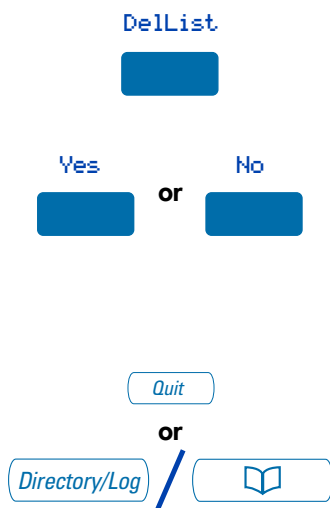 DelList
Yes or No
Quit
or
Directory/Log /